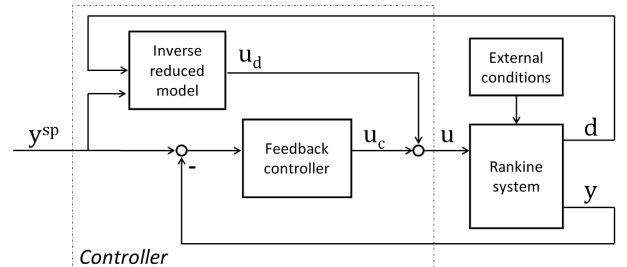 Inverse
reduced
model
u_d
External
conditions
y^sp
-
Feedback
controller
u_c
u
Rankine
system
d
y
Controller